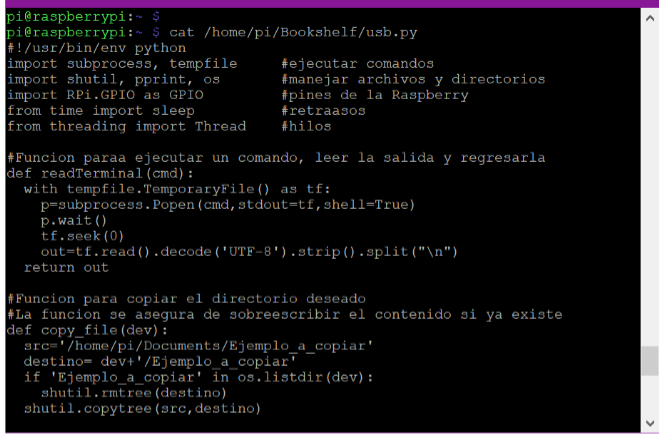 pi@raspberrypi:~ $
pi@raspberrypi:~ $ cat /home/pi/Bookshelf/usb.py
#!/usr/bin/env python
import subprocess, tempfile     #ejecutar comandos
import shutil, pprint, os       #manejar archivos y directorios
import RPi.GPIO as GPIO         #pines de la Raspberry
from time import sleep          #retraasos
from threading import Thread    #hilos

#Funcion paraa ejecutar un comando, leer la salida y regresarla
def readTerminal(cmd):
  with tempfile.TemporaryFile() as tf:
    p=subprocess.Popen(cmd,stdout=tf,shell=True)
    p.wait()
    tf.seek(0)
    out=tf.read().decode('UTF-8').strip().split("\n")
  return out

#Funcion para copiar el directorio deseado
#La funcion se asegura de sobreescribir el contenido si ya existe
def copy_file(dev):
  src='/home/pi/Documents/Ejemplo_a_copiar'
  destino= dev+'/Ejemplo_a_copiar'
  if 'Ejemplo_a_copiar' in os.listdir(dev):
    shutil.rmtree(destino)
  shutil.copytree(src,destino)